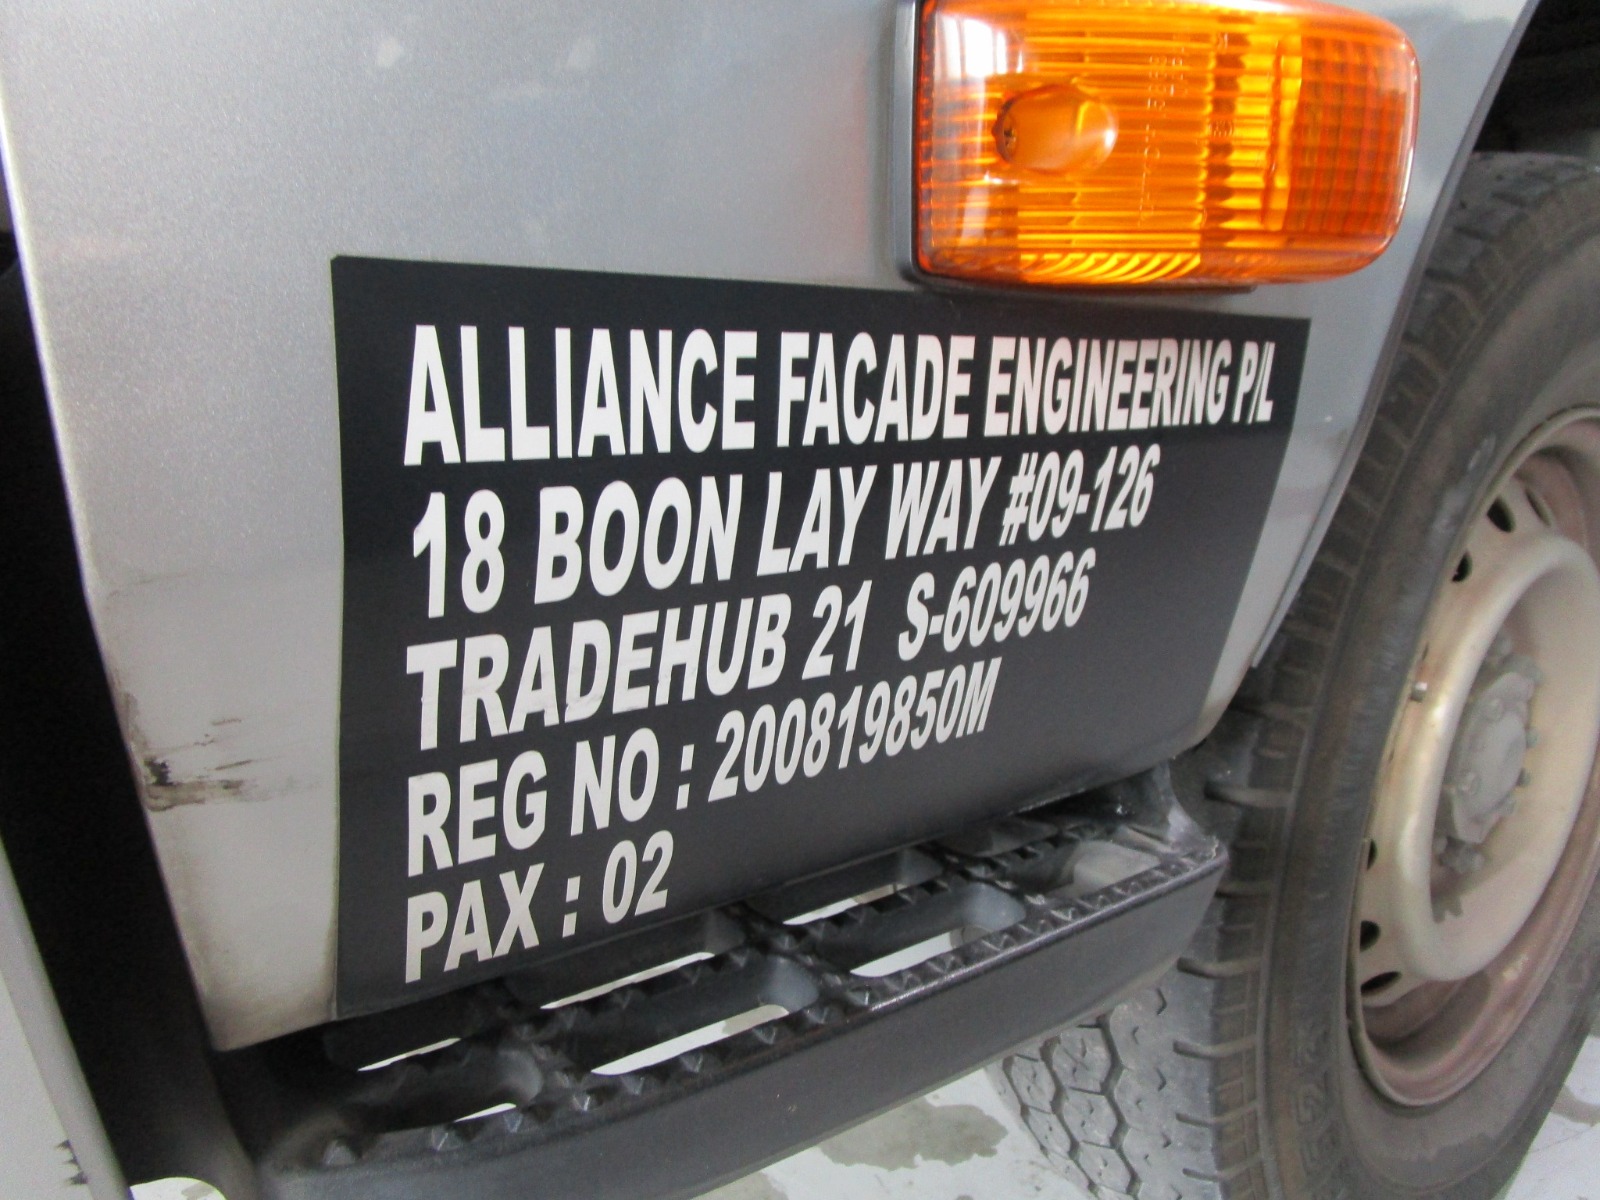 ALLIANCE FACADE ENGINEERING P/L
18 BOON LAY WAY #09-126
TRADEHUB 21 S-609966
REG NO : 200819850M
PAX : 02